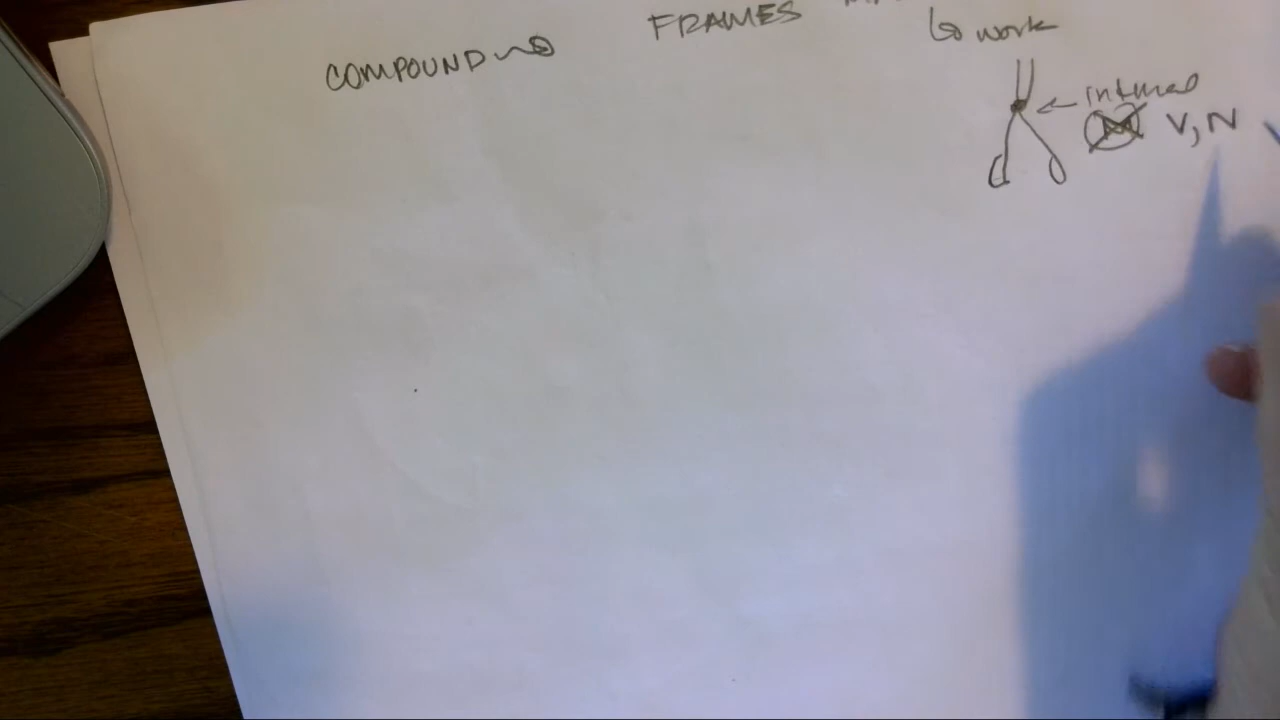 FRAMES
↳ work
COMPOUND
← internal
M V, N